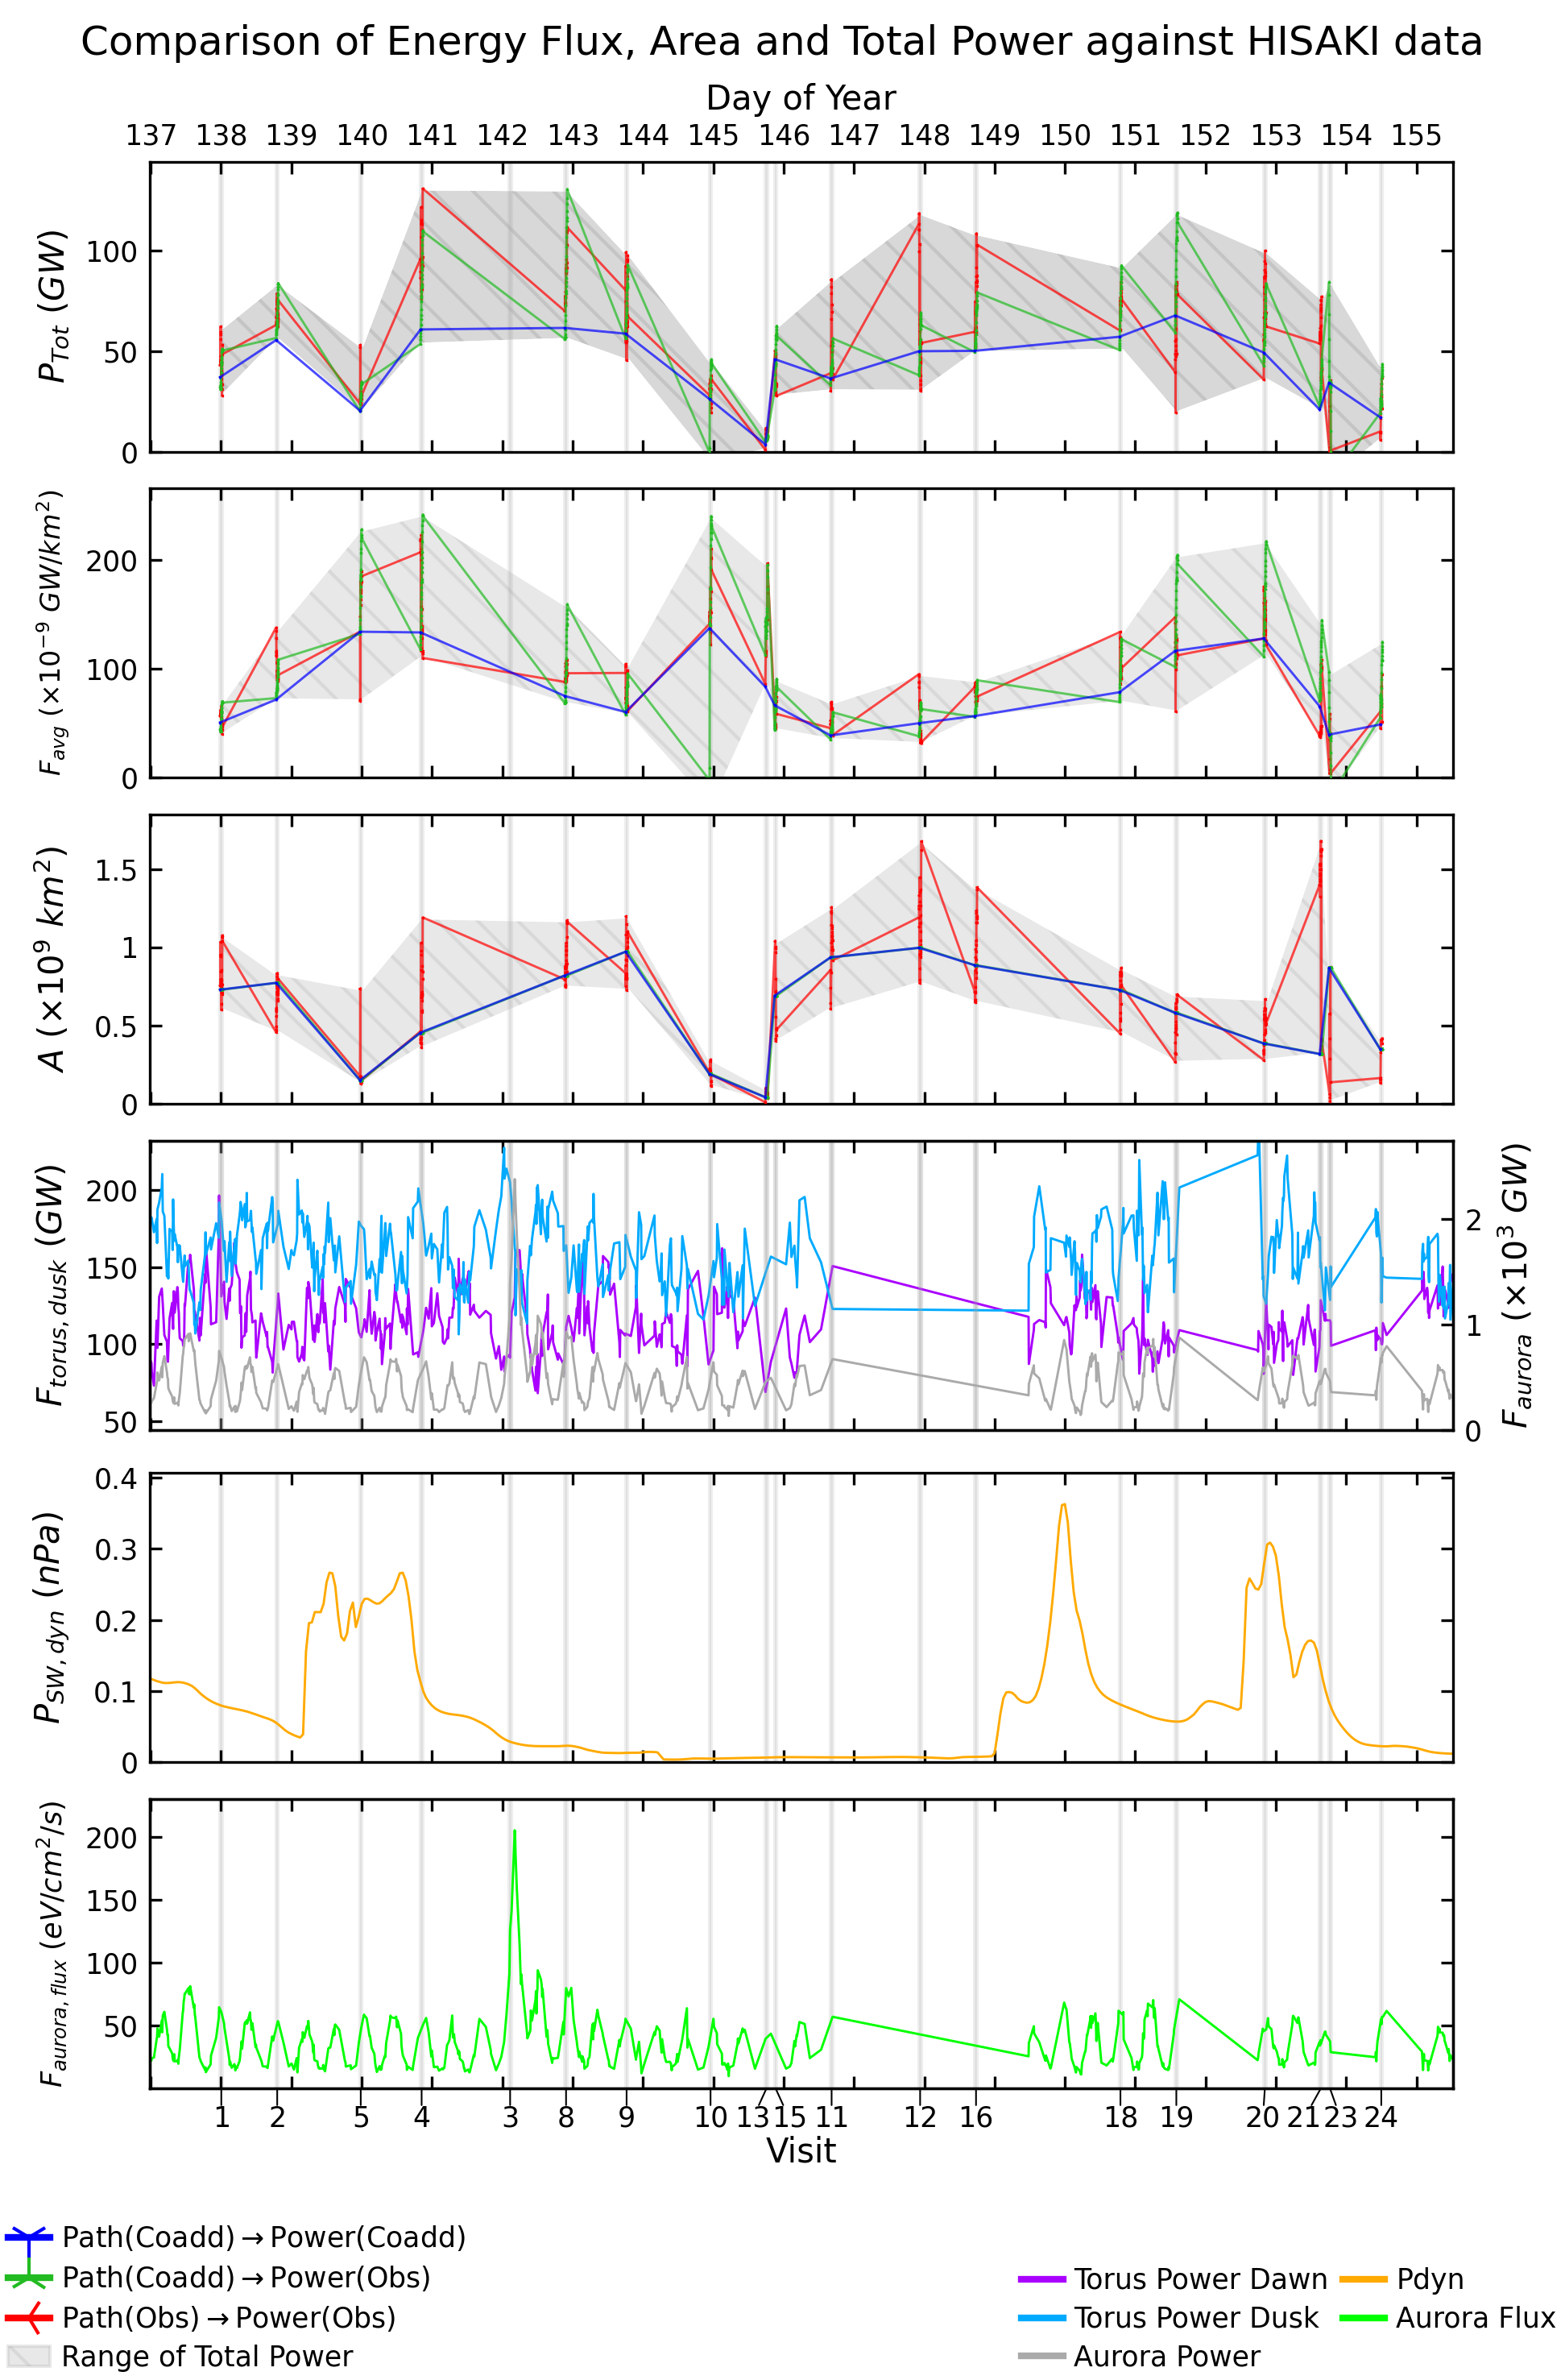 Comparison of Energy Flux, Area and Total Power against HISAKI data
Day of Year
137 138 139 140 141 142 143 144 145 146 147 148 149 150 151 152 153 154 155
P_Tot (GW)
100
50
0
F_avg (×10⁻⁹ GW/km²)
200
100
0
A (×10⁹ km²)
1.5
1
0.5
0
F_torus, dusk (GW)
200
150
100
50
F_aurora (×10³ GW)
2
1
0
P_SW, dyn (nPa)
0.4
0.3
0.2
0.1
0
F_aurora, flux (eV/cm²/s)
200
150
100
50
1 2 5 4 3 8 9 10 13 15 11 12 16 18 19 20 21 23 24
Visit
Path(Coadd)→Power(Coadd)
Path(Coadd)→Power(Obs)
Path(Obs)→Power(Obs)
Range of Total Power
Torus Power Dawn
Torus Power Dusk
Aurora Power
Pdyn
Aurora Flux